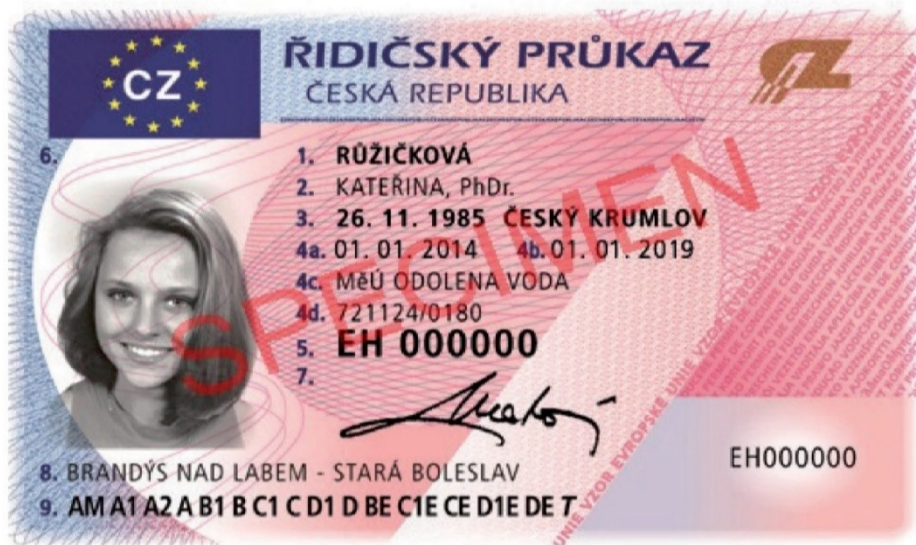 CZ
ŘIDIČSKÝ PRŮKAZ
ČESKÁ REPUBLIKA
CZ
6.
1. RŮŽIČKOVÁ
2. KATEŘINA, PhDr.
3. 26. 11. 1985 ČESKÝ KRUMLOV
4a. 01. 01. 2014 4b. 01. 01. 2019
4c. MěÚ ODOLENA VODA
4d. 721124/0180
5. EH 000000
7.
SPECIMEN
EH000000
8. BRANDÝS NAD LABEM - STARÁ BOLESLAV
9. AM A1 A2 A B1 B C1 C D1 D BE C1E CE D1E DE T